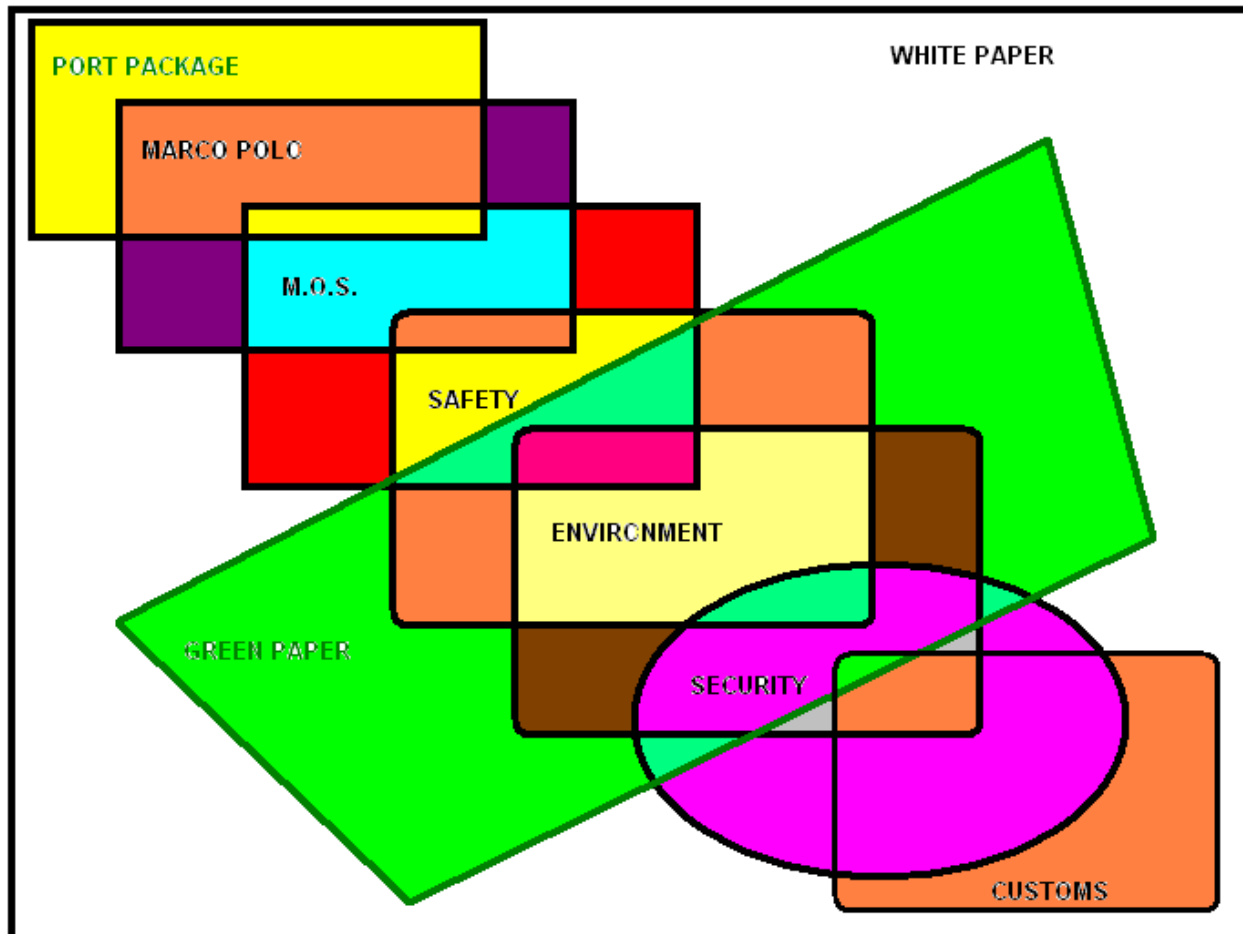 PORT PACKAGE
WHITE PAPER
MARCO POLO
M.O.S.
SAFETY
ENVIRONMENT
GREEN PAPER
SECURITY
CUSTOMS